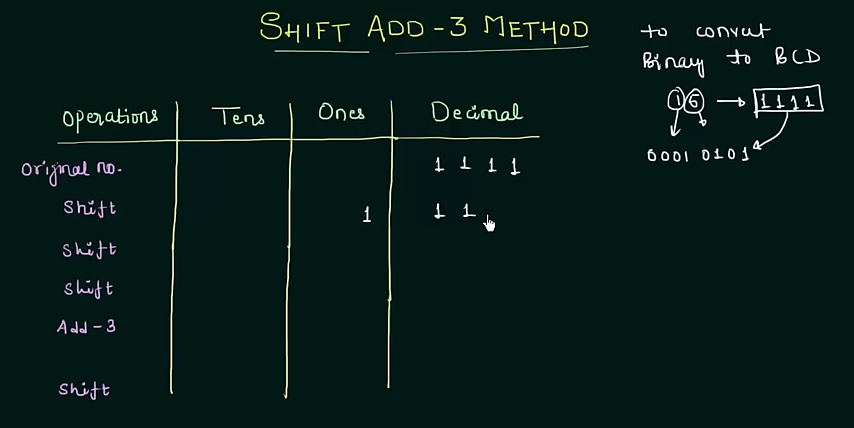 SHIFT ADD-3 METHOD
to convert
Binary to BCD
15 → 1111
0001 0101
Operations Tens Ones Decimal
Original no. 1 1 1 1
Shift 1 1 1
Shift
Shift
Add-3
Shift